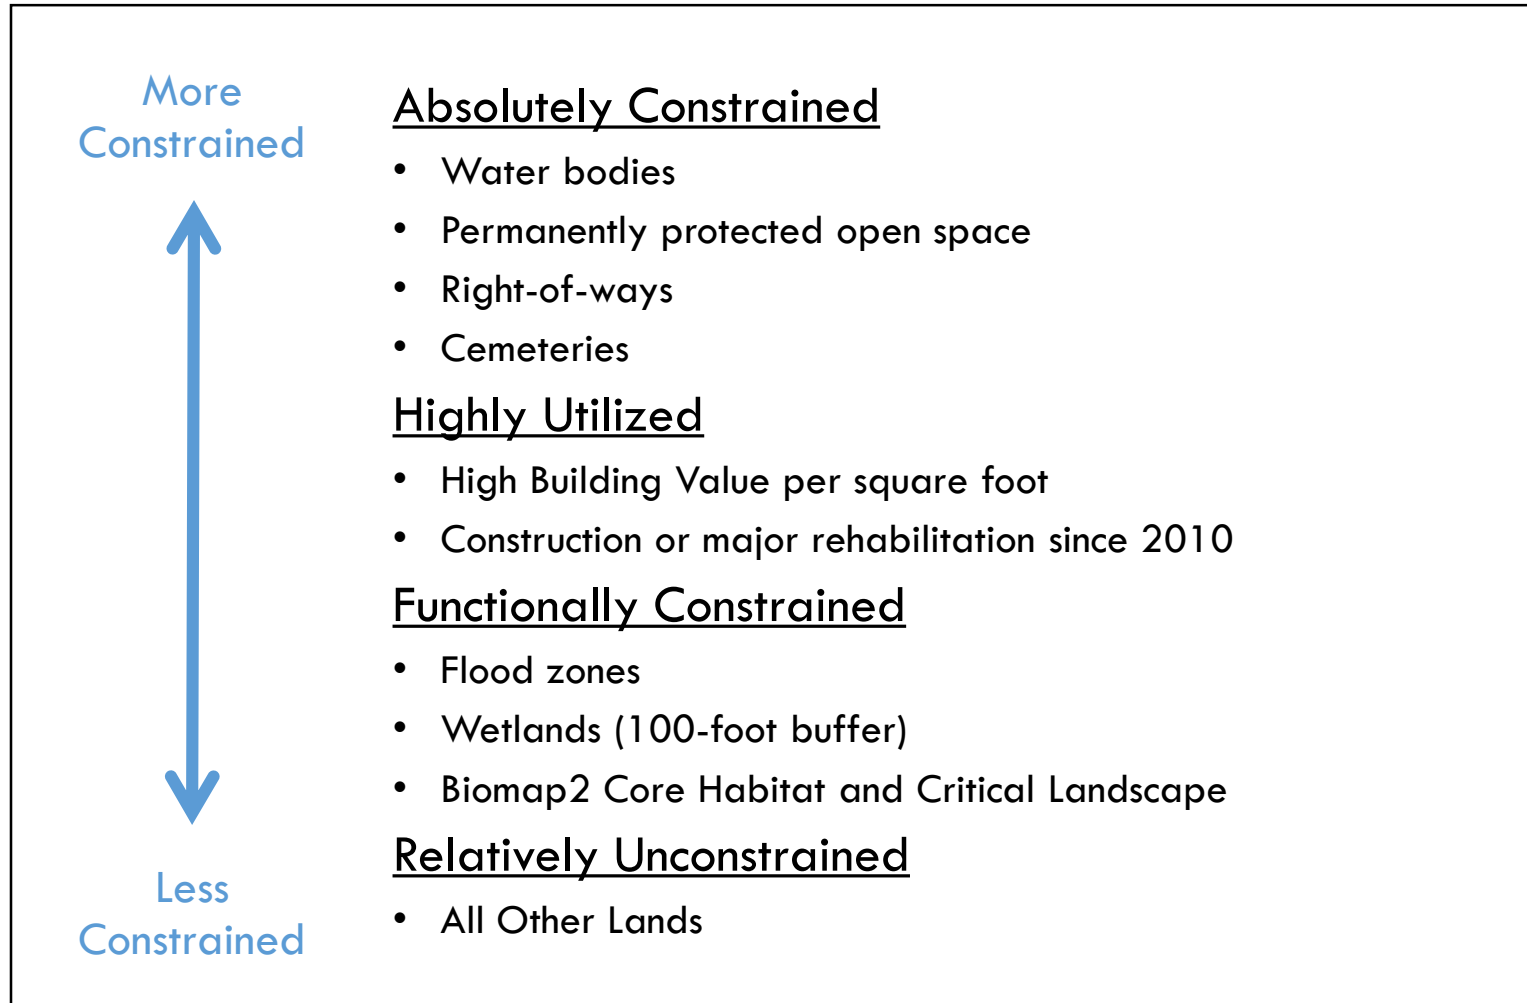 More
Constrained
Absolutely Constrained
• Water bodies
• Permanently protected open space
• Right-of-ways
• Cemeteries
Highly Utilized
• High Building Value per square foot
• Construction or major rehabilitation since 2010
Functionally Constrained
• Flood zones
• Wetlands (100-foot buffer)
• Biomap2 Core Habitat and Critical Landscape
Relatively Unconstrained
• All Other Lands
Less
Constrained